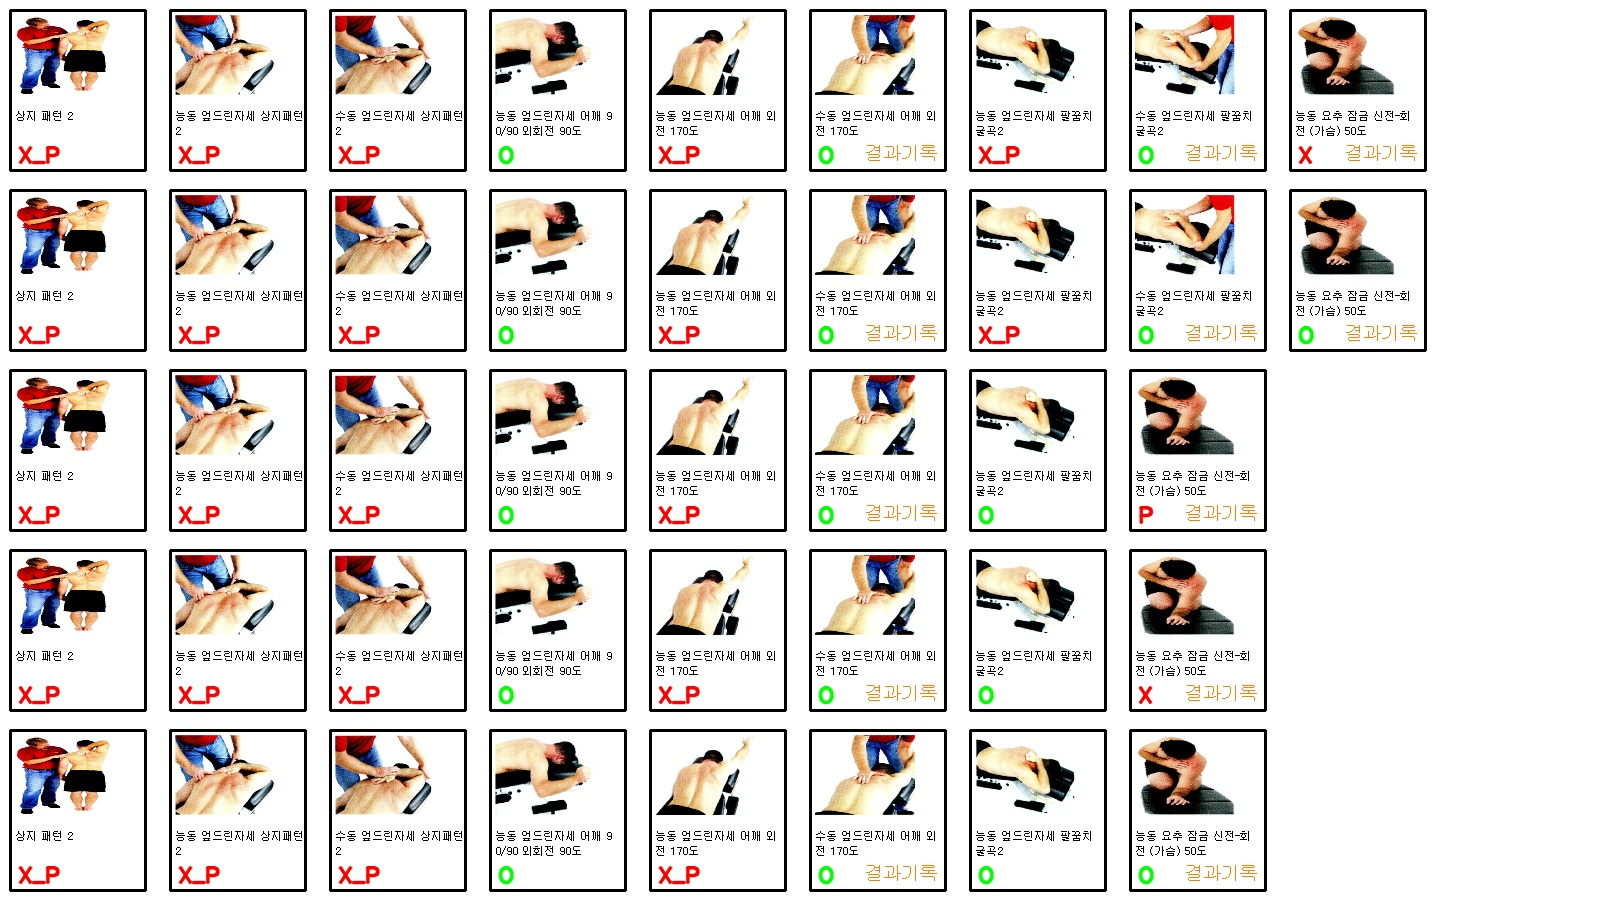 상지 패턴 2
X_P
능동 엎드린자세 상지패턴
2
X_P
수동 엎드린자세 상지패턴
2
X_P
능동 엎드린자세 어깨 9
0/90 외회전 90도
O
능동 엎드린자세 어깨 외
전 170도
X_P
수동 엎드린자세 어깨 외
전 170도
O 결과기록
능동 엎드린자세 팔꿈치
굴곡2
X_P
수동 엎드린자세 팔꿈치
굴곡2
O 결과기록
능동 요추 잠금 신전-회
전 (가슴) 50도
X 결과기록
상지 패턴 2
X_P
능동 엎드린자세 상지패턴
2
X_P
수동 엎드린자세 상지패턴
2
X_P
능동 엎드린자세 어깨 9
0/90 외회전 90도
O
능동 엎드린자세 어깨 외
전 170도
X_P
수동 엎드린자세 어깨 외
전 170도
O 결과기록
능동 엎드린자세 팔꿈치
굴곡2
X_P
수동 엎드린자세 팔꿈치
굴곡2
O 결과기록
능동 요추 잠금 신전-회
전 (가슴) 50도
O 결과기록
상지 패턴 2
X_P
능동 엎드린자세 상지패턴
2
X_P
수동 엎드린자세 상지패턴
2
X_P
능동 엎드린자세 어깨 9
0/90 외회전 90도
O
능동 엎드린자세 어깨 외
전 170도
X_P
수동 엎드린자세 어깨 외
전 170도
O 결과기록
능동 엎드린자세 팔꿈치
굴곡2
O
능동 요추 잠금 신전-회
전 (가슴) 50도
P 결과기록
상지 패턴 2
X_P
능동 엎드린자세 상지패턴
2
X_P
수동 엎드린자세 상지패턴
2
X_P
능동 엎드린자세 어깨 9
0/90 외회전 90도
O
능동 엎드린자세 어깨 외
전 170도
X_P
수동 엎드린자세 어깨 외
전 170도
O 결과기록
능동 엎드린자세 팔꿈치
굴곡2
O
능동 요추 잠금 신전-회
전 (가슴) 50도
X 결과기록
상지 패턴 2
X_P
능동 엎드린자세 상지패턴
2
X_P
수동 엎드린자세 상지패턴
2
X_P
능동 엎드린자세 어깨 9
0/90 외회전 90도
O
능동 엎드린자세 어깨 외
전 170도
X_P
수동 엎드린자세 어깨 외
전 170도
O 결과기록
능동 엎드린자세 팔꿈치
굴곡2
O
능동 요추 잠금 신전-회
전 (가슴) 50도
O 결과기록